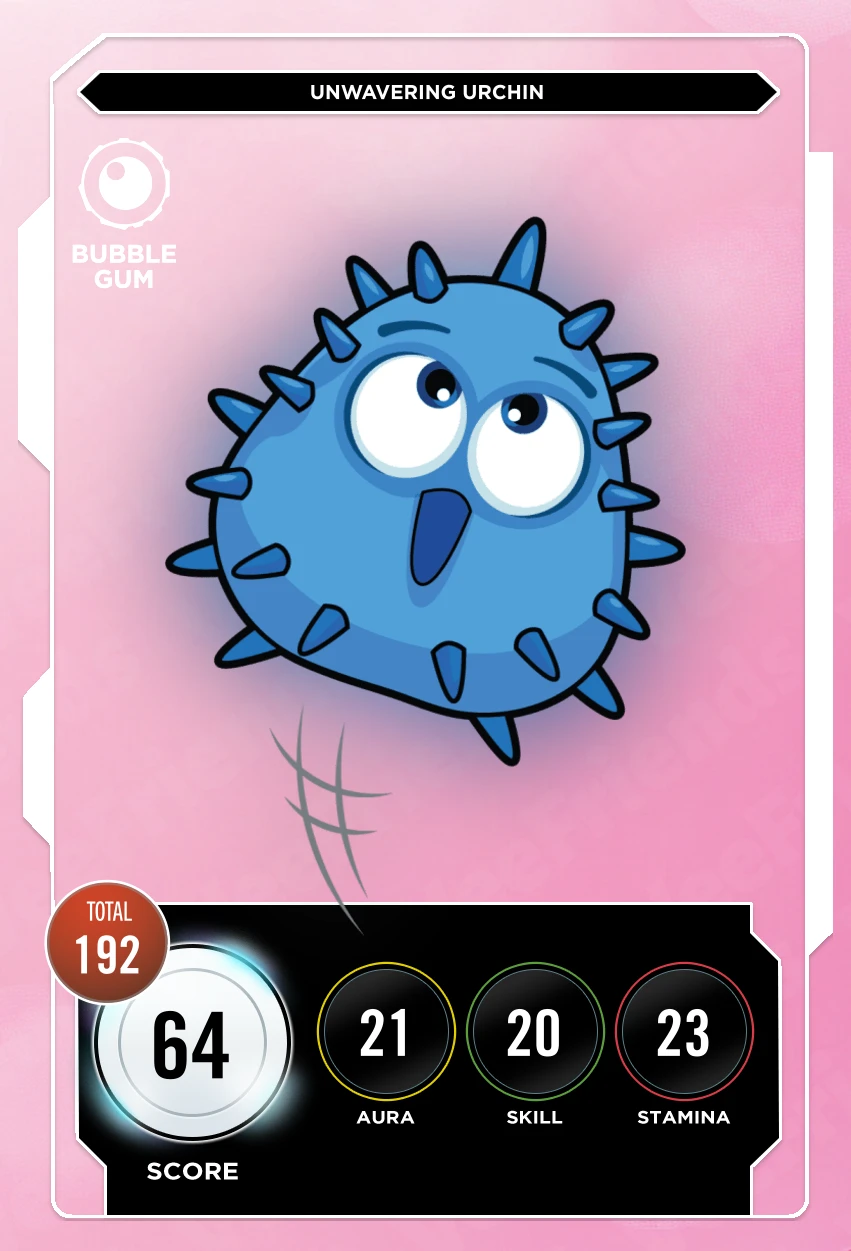 UNWAVERING URCHIN
BUBBLE
GUM
TOTAL
192
64
SCORE
21
AURA
20
SKILL
23
STAMINA